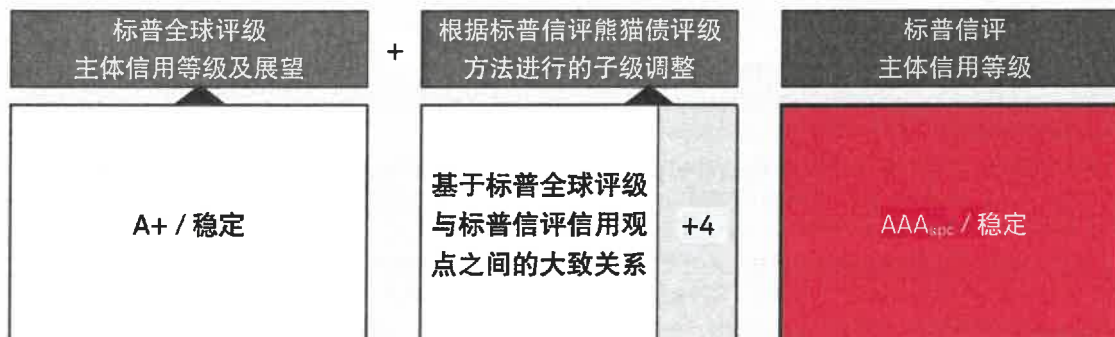 标普全球评级
主体信用等级及展望
+
根据标普信评熊猫债评级
方法进行的子级调整
标普信评
主体信用等级
A+ / 稳定
基于标普全球评级
与标普信评信用观
点之间的大致关系
+4
AAAspc / 稳定